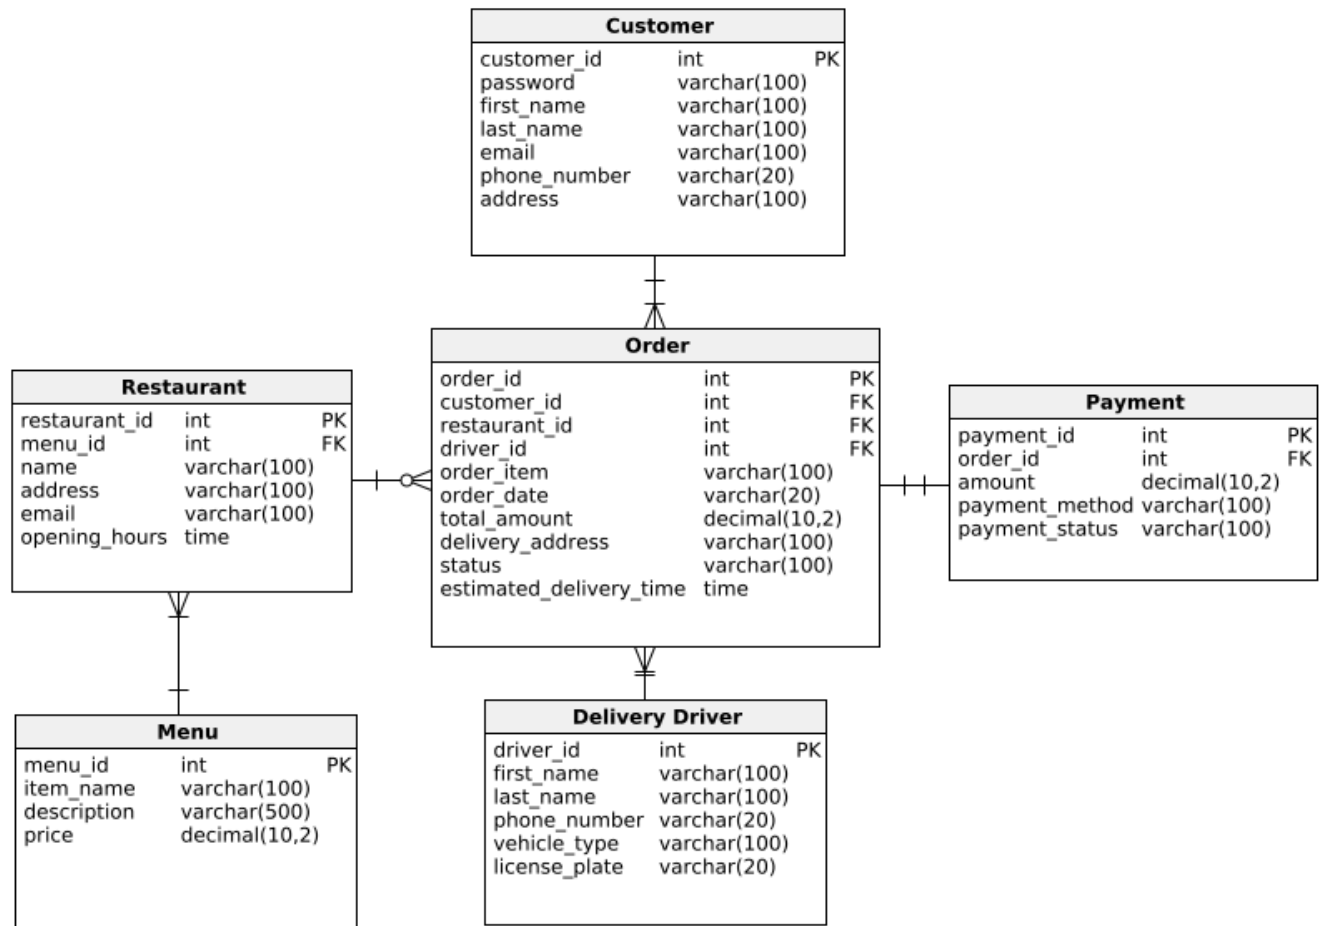 Customer
customer_id int PK
password varchar(100)
first_name varchar(100)
last_name varchar(100)
email varchar(100)
phone_number varchar(20)
address varchar(100)
Order
order_id int PK
customer_id int FK
restaurant_id int FK
driver_id int FK
order_item varchar(100)
order_date varchar(20)
total_amount decimal(10,2)
delivery_address varchar(100)
status varchar(100)
estimated_delivery_time time
Restaurant
restaurant_id int PK
menu_id int FK
name varchar(100)
address varchar(100)
email varchar(100)
opening_hours time
Payment
payment_id int PK
order_id int FK
amount decimal(10,2)
payment_method varchar(100)
payment_status varchar(100)
Menu
menu_id int PK
item_name varchar(100)
description varchar(500)
price decimal(10,2)
Delivery Driver
driver_id int PK
first_name varchar(100)
last_name varchar(100)
phone_number varchar(20)
vehicle_type varchar(100)
license_plate varchar(20)